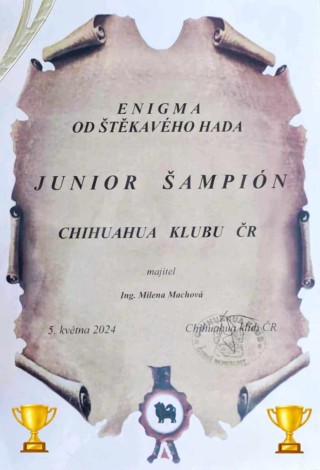 ENIGMA
OD ŠTĚKAVÉHO HADA
JUNIOR ŠAMPIÓN
CHIHUAHUA KLUBU ČR
majitel
Ing. Milena Machová
5. května 2024
Chihuahua klub ČR